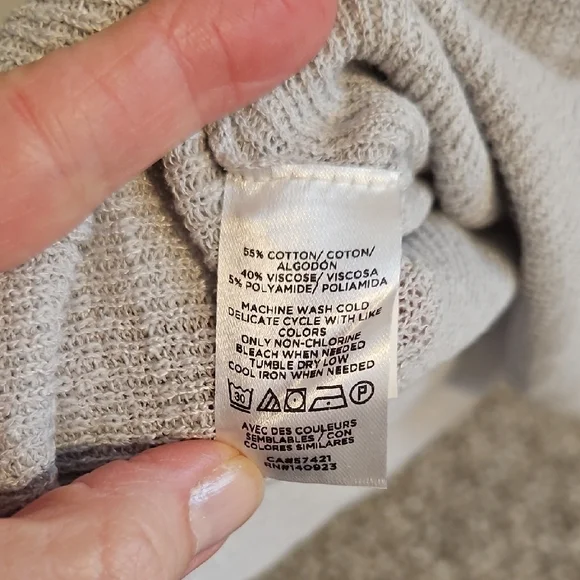 55% COTTON/ COTON/
ALGODÓN
40% VISCOSE/ VISCOSA
5% POLYAMIDE/ POLIAMIDA
MACHINE WASH COLD
DELICATE CYCLE WITH LIKE
COLORS
ONLY NON-CHLORINE
BLEACH WHEN NEEDED
TUMBLE DRY LOW
COOL IRON WHEN NEEDED
30 P
AVEC DES COULEURS
SEMBLABLES / CON
COLORES SIMILARES
CA#57421
RN#140923